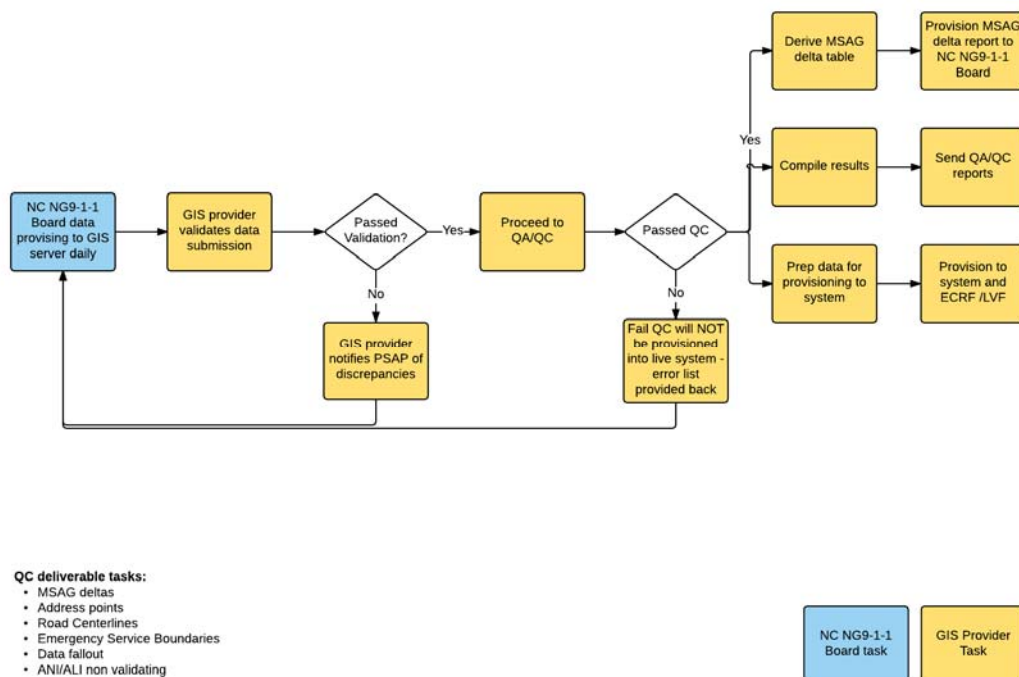 Derive MSAG
delta table
Provision MSAG
delta report to
NC NG9-1-1
Board
Yes
Compile results
Send QA/QC
reports
NC NG9-1-1
Board data
provising to GIS
server daily
GIS provider
validates data
submission
Passed
Validation?
Yes
Proceed to
QA/QC
Passed QC
Prep data for
provisioning to
system
Provision to
system and
ECRF /LVF
No
No
GIS provider
notifies PSAP of
discrepancies
Fail QC will NOT
be provisioned
into live system -
error list
provided back
QC deliverable tasks:
• MSAG deltas
• Address points
• Road Centerlines
• Emergency Service Boundaries
• Data fallout
• ANI/ALI non validating
NC NG9-1-1
Board task
GIS Provider
Task